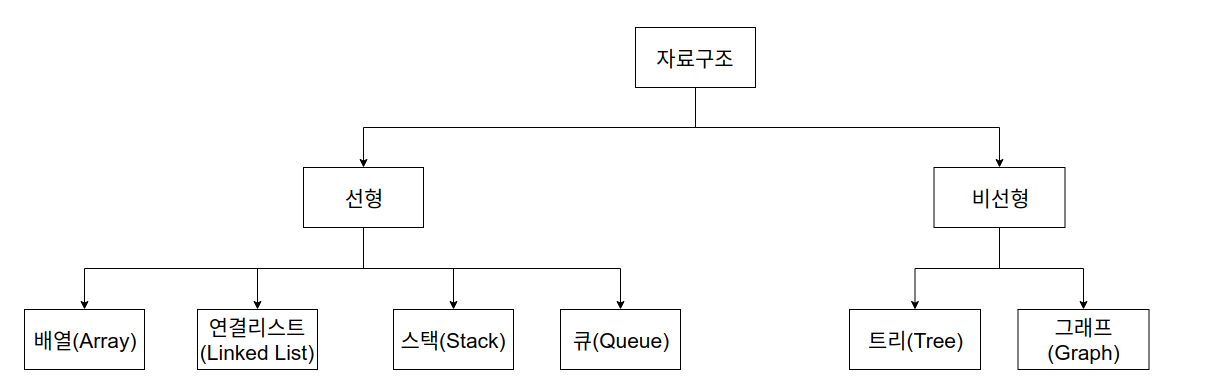 자료구조
선형
비선형
배열(Array)
연결리스트
(Linked List)
스택(Stack)
큐(Queue)
트리(Tree)
그래프
(Graph)